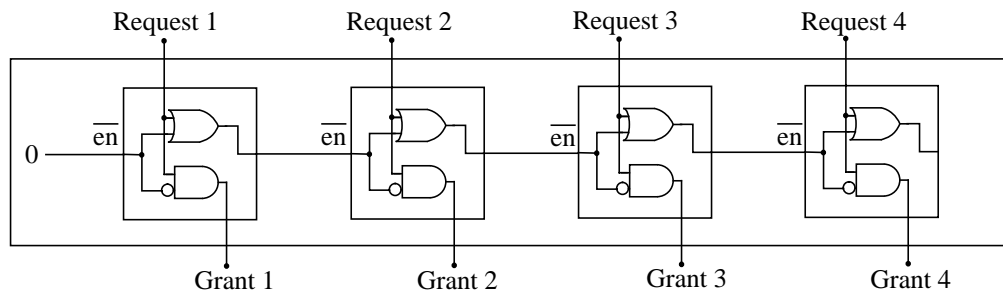 Request 1 Request 2 Request 3 Request 4
0 en en en en
Grant 1 Grant 2 Grant 3 Grant 4